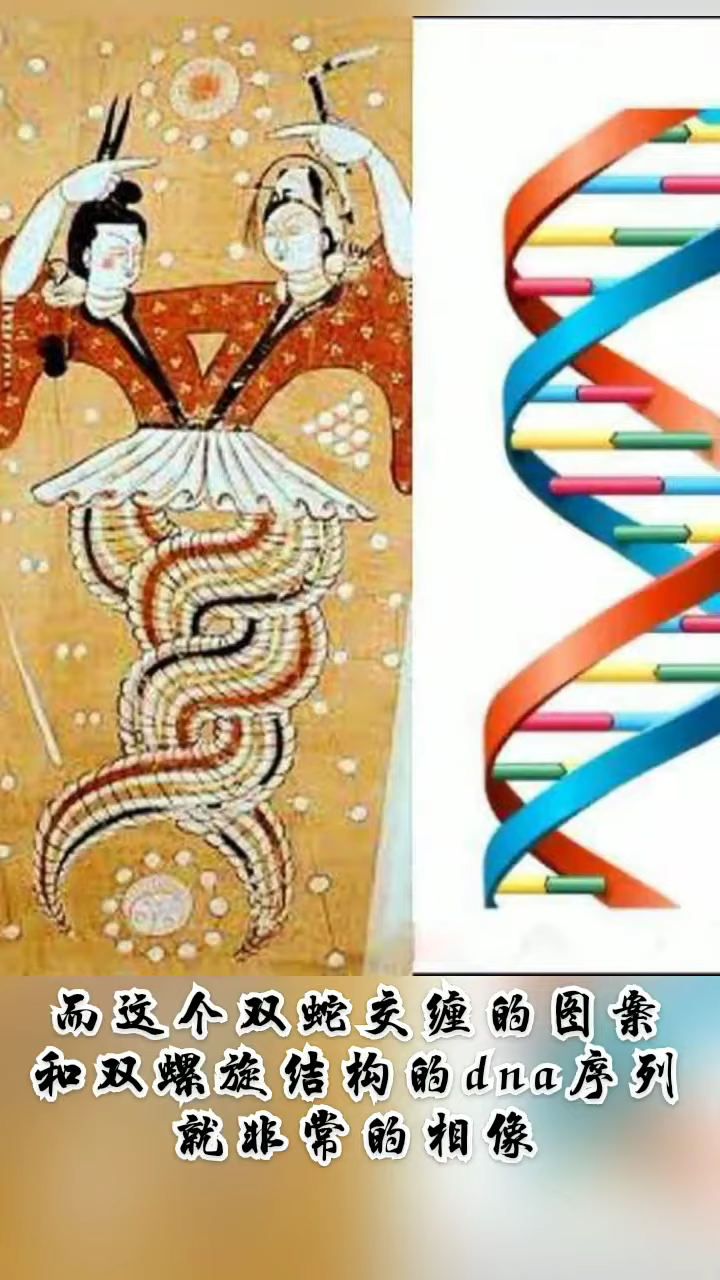 而这个双蛇交缠的图案
和双螺旋结构的dna序列
就非常的相像